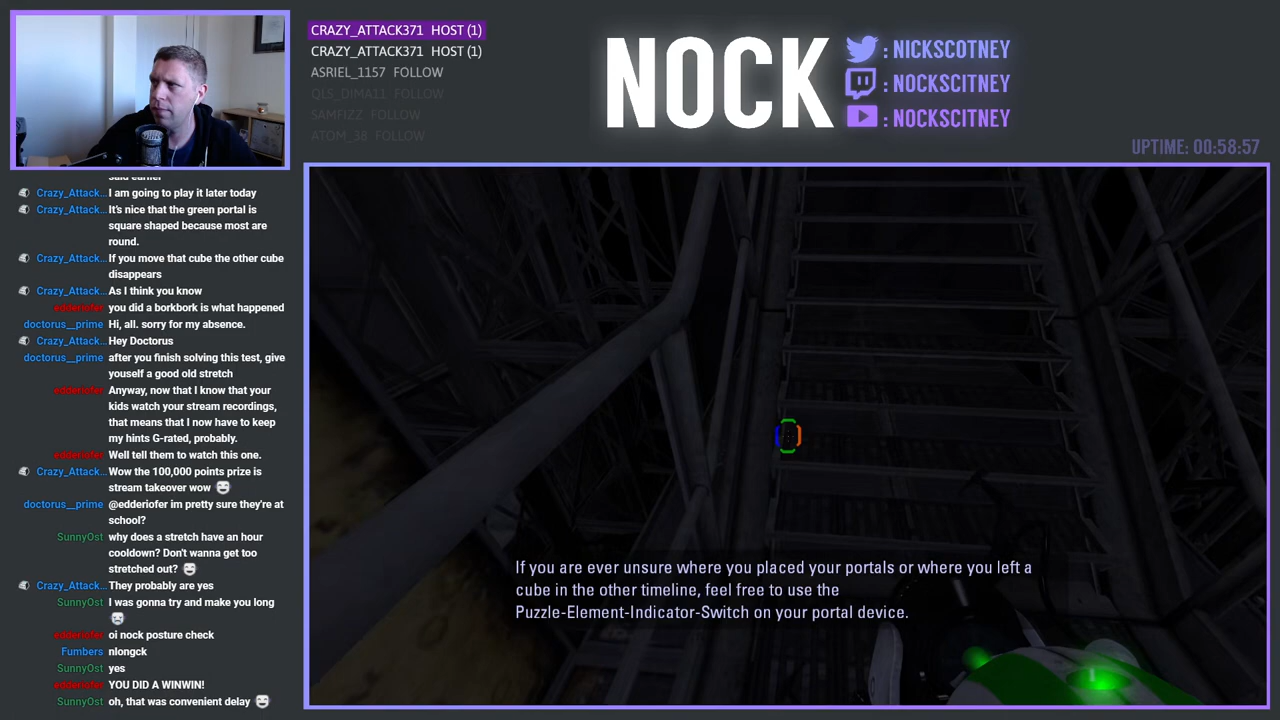 CRAZY_ATTACK371 HOST (1)
CRAZY_ATTACK371 HOST (1)
ASRIEL_1157 FOLLOW
QLS_DIMA11 FOLLOW
SAMFIZZ FOLLOW
ATOM_38 FOLLOW
NOCK
: NICKSCOTNEY
: NOCKSCITNEY
: NOCKSCITNEY
UPTIME: 00:58:57
said earlier
Crazy_Attack... I am going to play it later today
Crazy_Attack... It's nice that the green portal is
square shaped because most are
round.
Crazy_Attack... If you move that cube the other cube
disappears
Crazy_Attack... As I think you know
edderiofer you did a borkbork is what happened
doctorus__prime Hi, all. sorry for my absence.
Crazy_Attack... Hey Doctorus
doctorus__prime after you finish solving this test, give
youself a good old stretch
edderiofer Anyway, now that I know that your
kids watch your stream recordings,
that means that I now have to keep
my hints G-rated, probably.
edderiofer Well tell them to watch this one.
Crazy_Attack... Wow the 100,000 points prize is
stream takeover wow
doctorus__prime @edderiofer im pretty sure they're at
school?
SunnyOst why does a stretch have an hour
cooldown? Don't wanna get too
stretched out?
Crazy_Attack... They probably are yes
SunnyOst I was gonna try and make you long
edderiofer oi nock posture check
Fumbers nlongck
SunnyOst yes
edderiofer YOU DID A WINWIN!
SunnyOst oh, that was convenient delay
If you are ever unsure where you placed your portals or where you left a
cube in the other timeline, feel free to use the
Puzzle-Element-Indicator-Switch on your portal device.